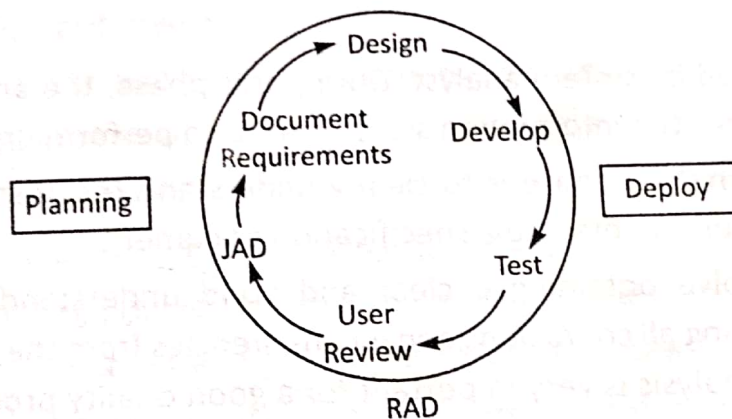 Design
Document
Requirements
Develop
Planning
Deploy
JAD
Test
User
Review
RAD